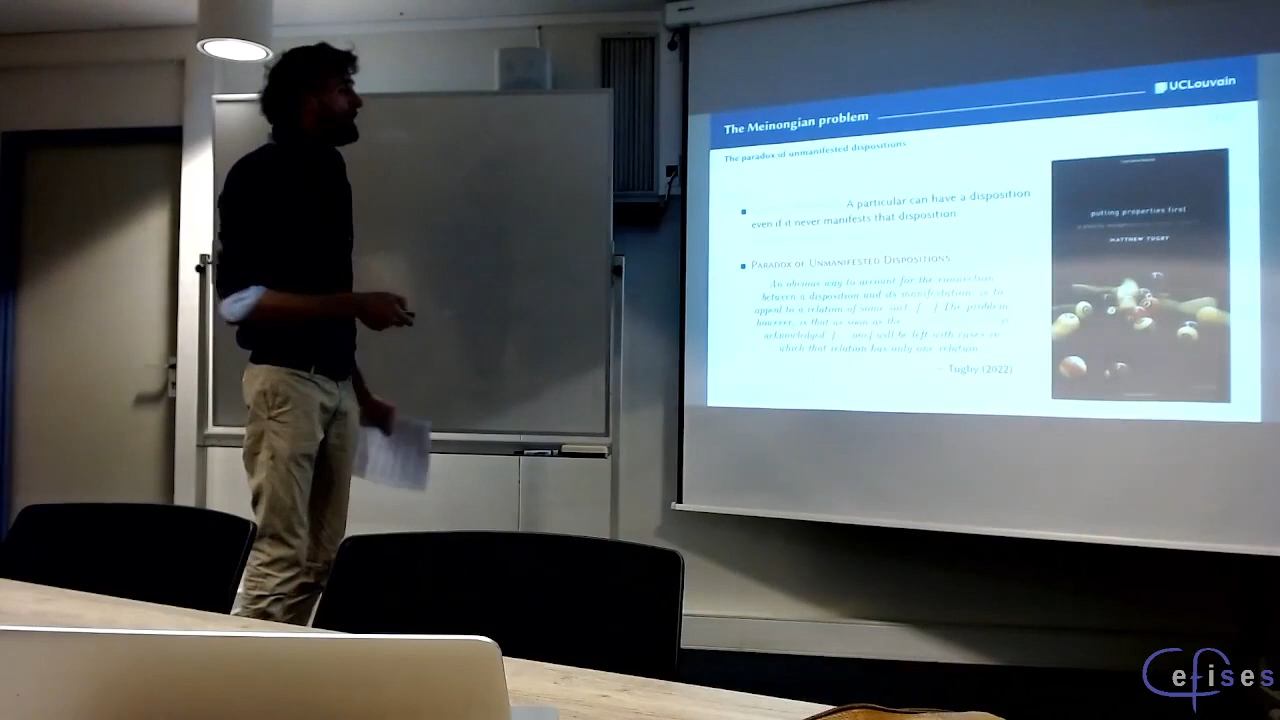 UCLouvain
The Meinongian problem
The paradox of unmanifested dispositions
A particular can have a disposition
even if it never manifests that disposition
Paradox of Unmanifested Dispositions
An obvious way to account for the connection
between a disposition and its manifestations is to
appeal to a relation of some sort. [...] The problem
however, is that as soon as the
acknowledged, [ ] will be left with cases in
which that relation has only one relation
— Tugby (2022)
putting properties first
MATTHEW TUGBY
Cefises